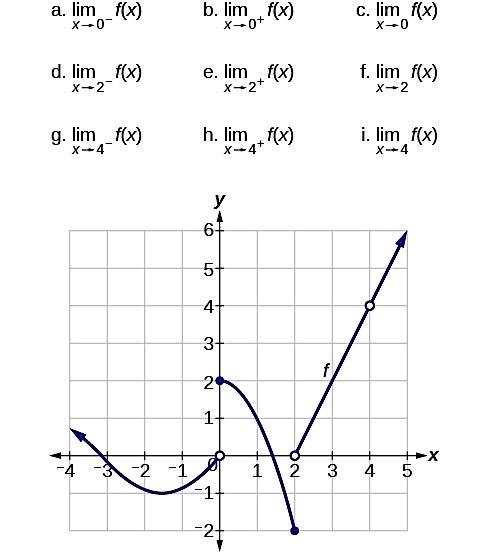 a. lim x→0⁻ f(x) b. lim x→0⁺ f(x) c. lim x→0 f(x)
d. lim x→2⁻ f(x) e. lim x→2⁺ f(x) f. lim x→2 f(x)
g. lim x→4⁻ f(x) h. lim x→4⁺ f(x) i. lim x→4 f(x)
y
6
5
4
3
f
2
1
−4 −3 −2 −1 0 1 2 3 4 5 x
−1
−2